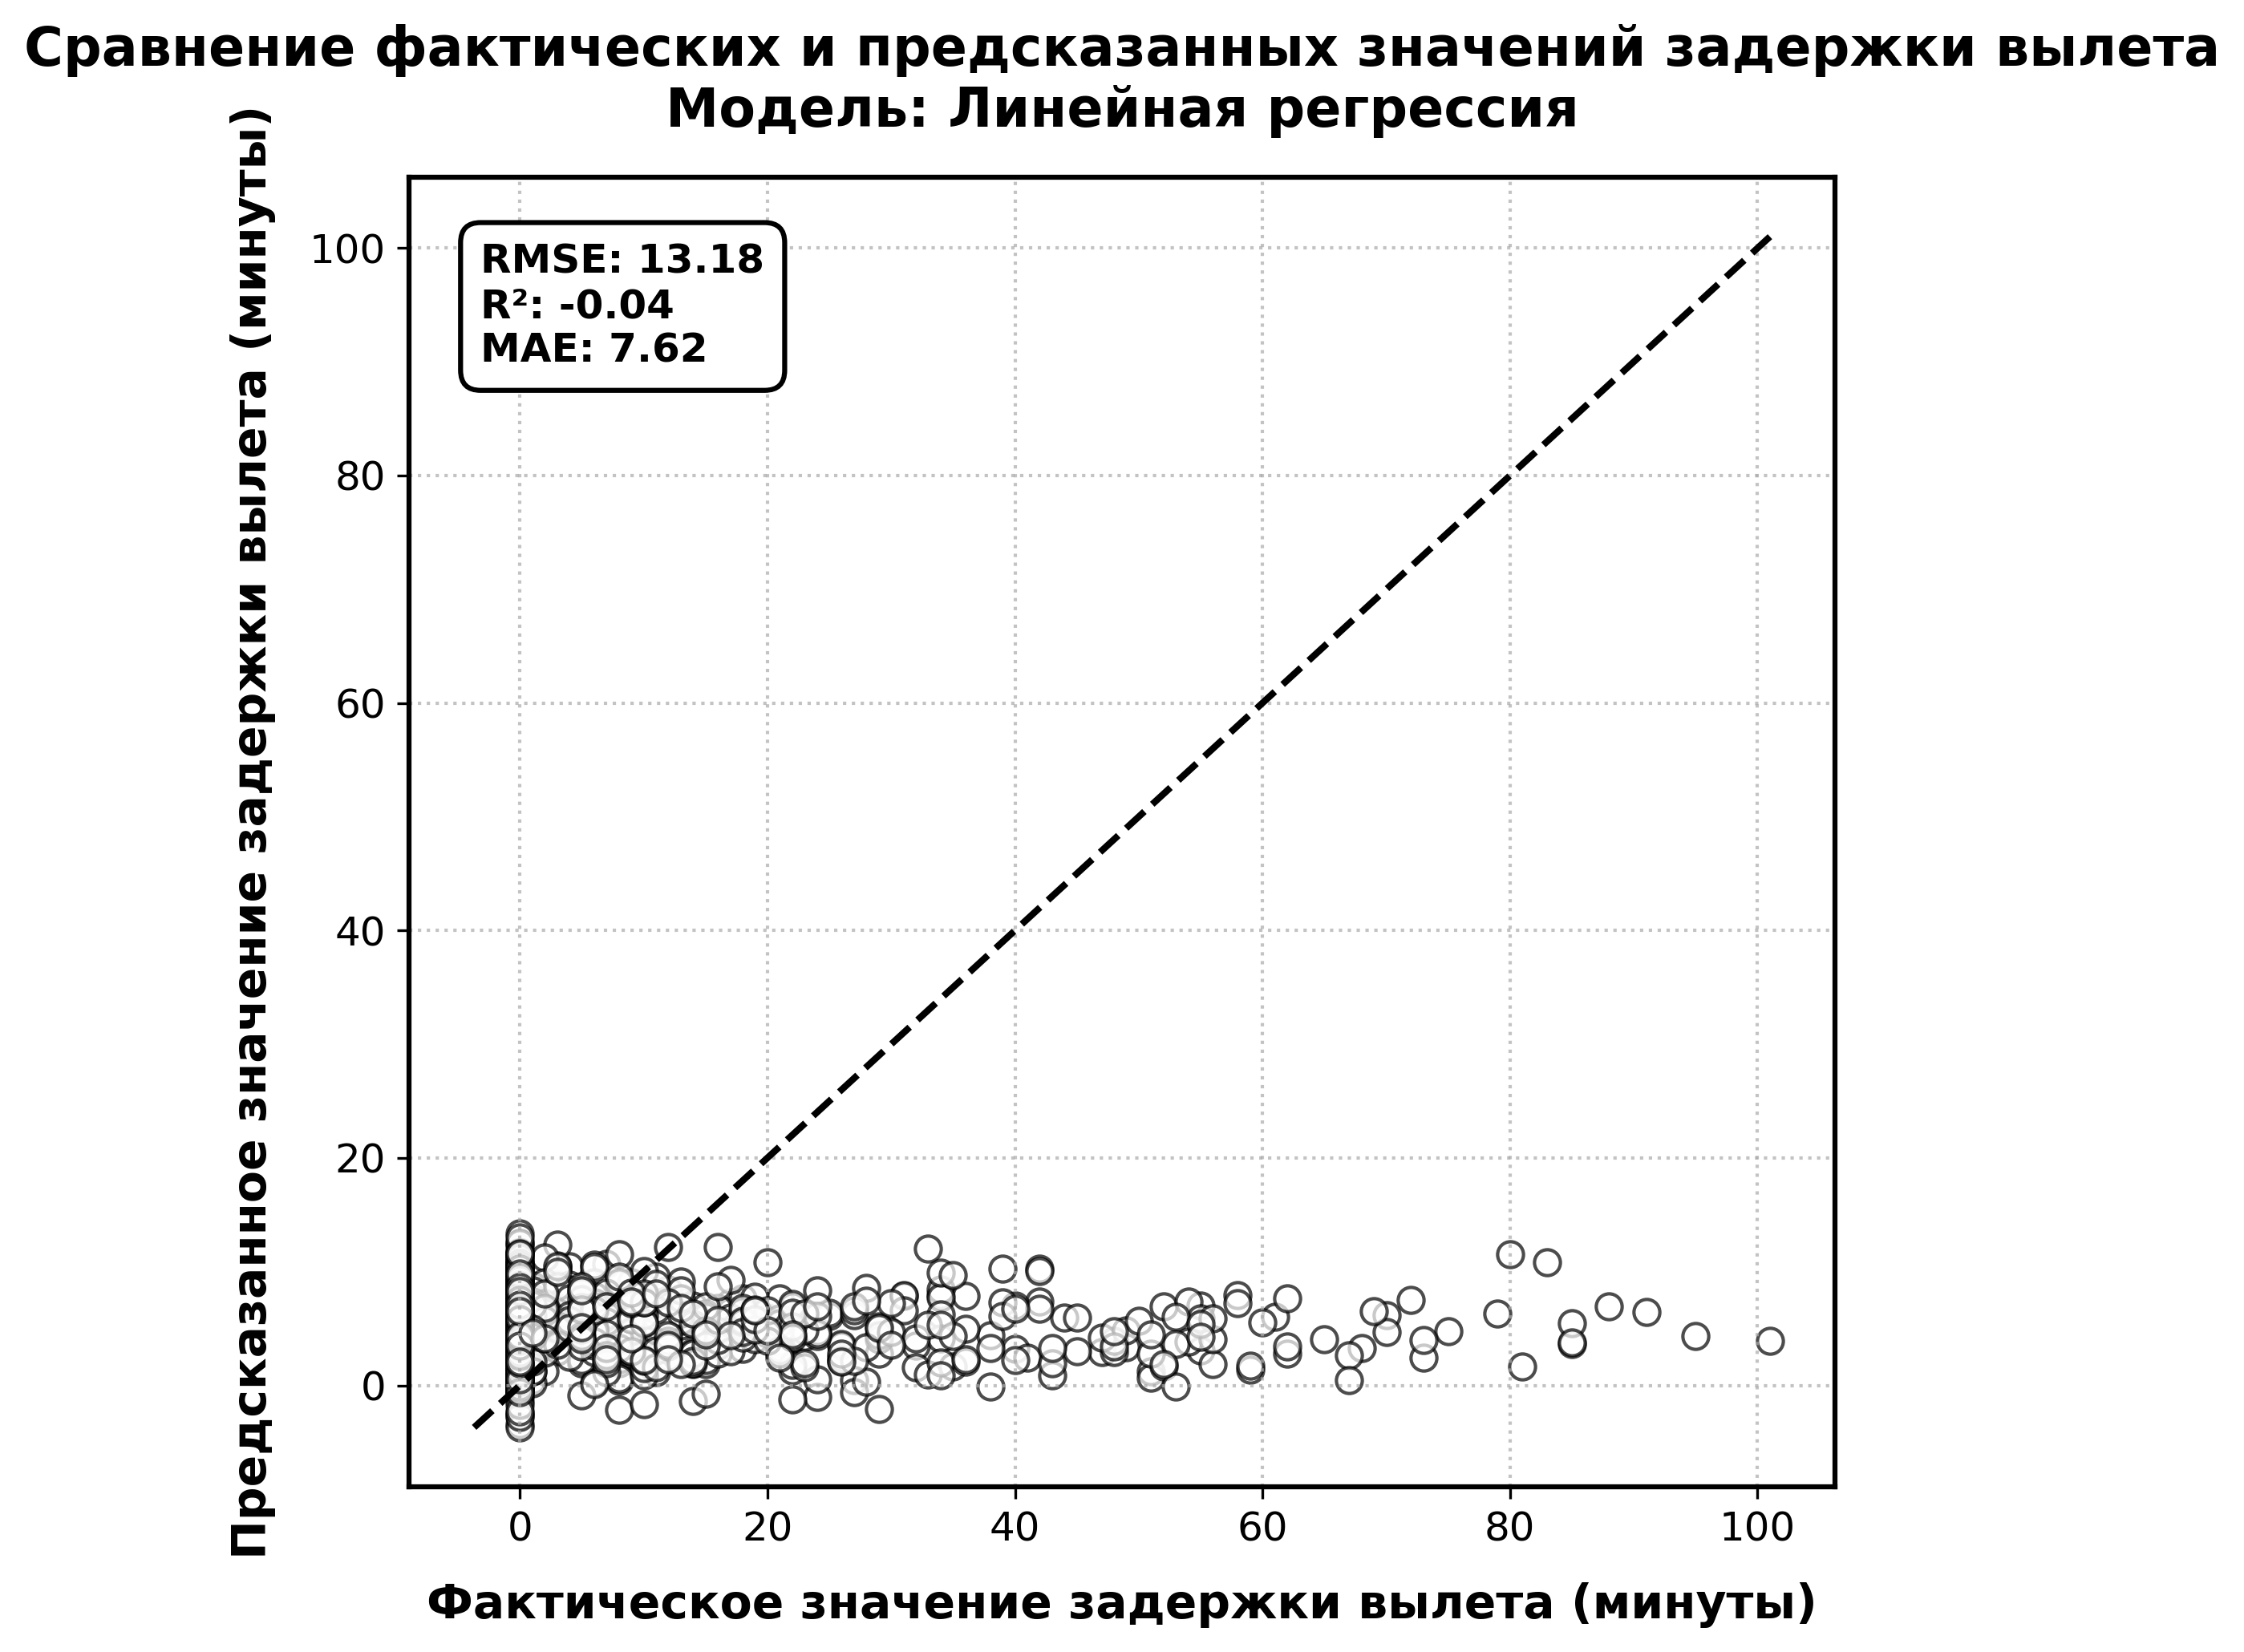 Сравнение фактических и предсказанных значений задержки вылета
Модель: Линейная регрессия
Предсказанное значение задержки вылета (минуты)
RMSE: 13.18
R²: -0.04
MAE: 7.62
100
80
60
40
20
0
0 20 40 60 80 100
Фактическое значение задержки вылета (минуты)